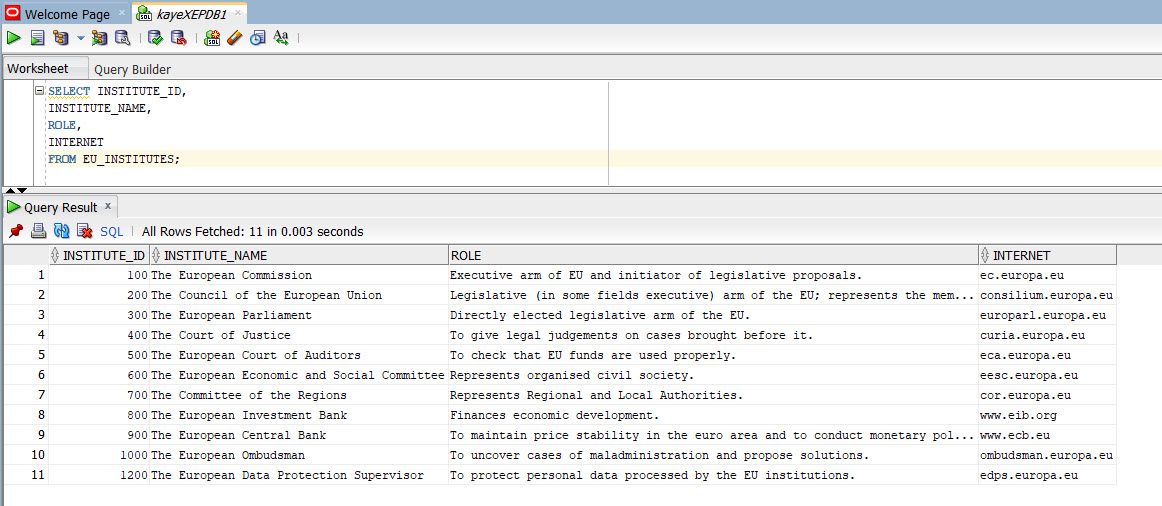 Welcome Page × kayeXEPDB1 ×
Worksheet Query Builder
SELECT INSTITUTE_ID,
INSTITUTE_NAME,
ROLE,
INTERNET
FROM EU_INSTITUTES;
Query Result ×
SQL | All Rows Fetched: 11 in 0.003 seconds
INSTITUTE_ID INSTITUTE_NAME ROLE INTERNET
1 100 The European Commission Executive arm of EU and initiator of legislative proposals. ec.europa.eu
2 200 The Council of the European Union Legislative (in some fields executive) arm of the EU; represents the mem... consilium.europa.eu
3 300 The European Parliament Directly elected legislative arm of the EU. europarl.europa.eu
4 400 The Court of Justice To give legal judgements on cases brought before it. curia.europa.eu
5 500 The European Court of Auditors To check that EU funds are used properly. eca.europa.eu
6 600 The European Economic and Social Committee Represents organised civil society. eesc.europa.eu
7 700 The Committee of the Regions Represents Regional and Local Authorities. cor.europa.eu
8 800 The European Investment Bank Finances economic development. www.eib.org
9 900 The European Central Bank To maintain price stability in the euro area and to conduct monetary pol... www.ecb.eu
10 1000 The European Ombudsman To uncover cases of maladministration and propose solutions. ombudsman.europa.eu
11 1200 The European Data Protection Supervisor To protect personal data processed by the EU institutions. edps.europa.eu